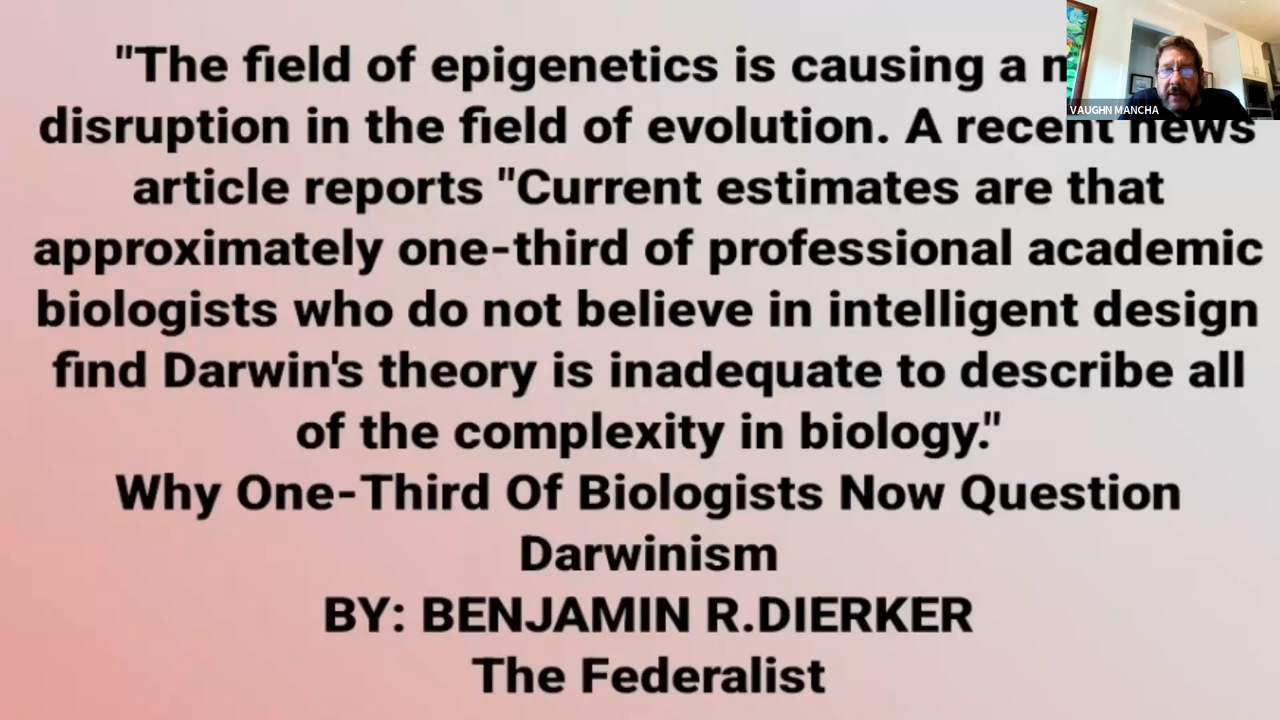 "The field of epigenetics is causing a
disruption in the field of evolution. A recent news
article reports "Current estimates are that
approximately one-third of professional academic
biologists who do not believe in intelligent design
find Darwin's theory is inadequate to describe all
of the complexity in biology."
Why One-Third Of Biologists Now Question
Darwinism
BY: BENJAMIN R.DIERKER
The Federalist
VAUGHN MANCHA